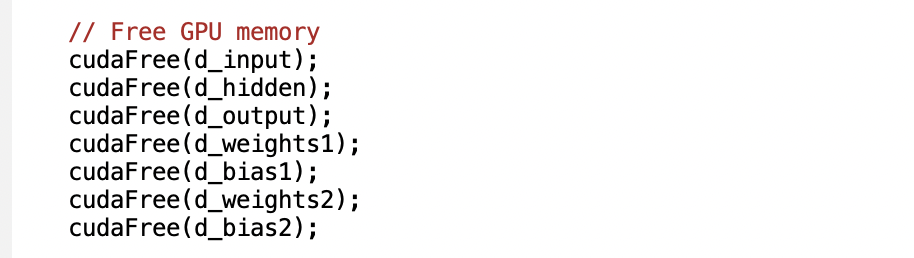 // Free GPU memory
cudaFree(d_input);
cudaFree(d_hidden);
cudaFree(d_output);
cudaFree(d_weights1);
cudaFree(d_bias1);
cudaFree(d_weights2);
cudaFree(d_bias2);